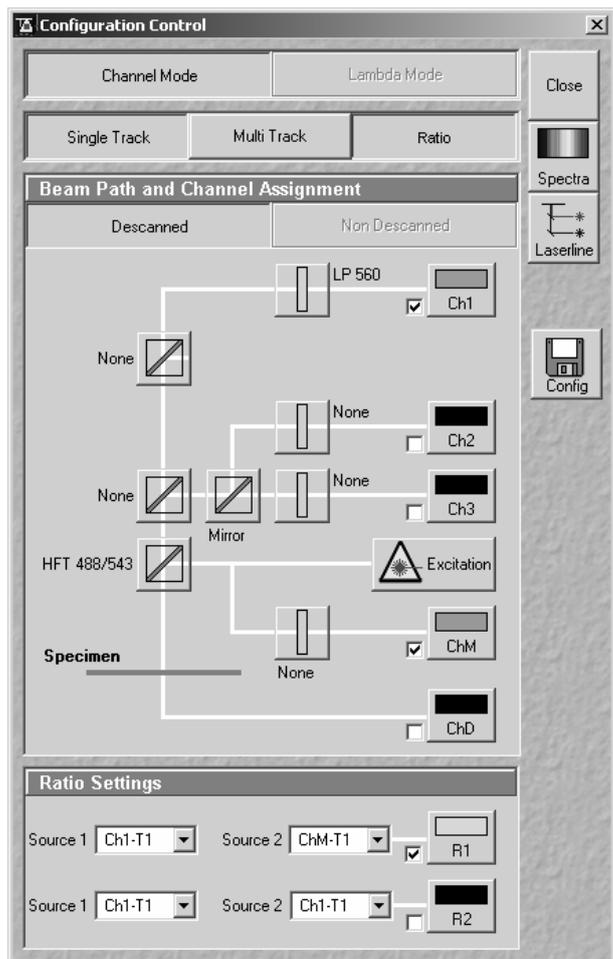 Configuration Control
Channel Mode
Lambda Mode
Close
Single Track
Multi Track
Ratio
Spectra
Beam Path and Channel Assignment
Descanned
Non Descanned
Laserline
LP 560
Ch1
None
Config
None
Ch2
None
None
Ch3
Mirror
HFT 488/543
Excitation
ChM
Specimen
None
ChD
Ratio Settings
Source 1 Ch1-T1 Source 2 ChM-T1
R1
Source 1 Ch1-T1 Source 2 Ch1-T1
R2